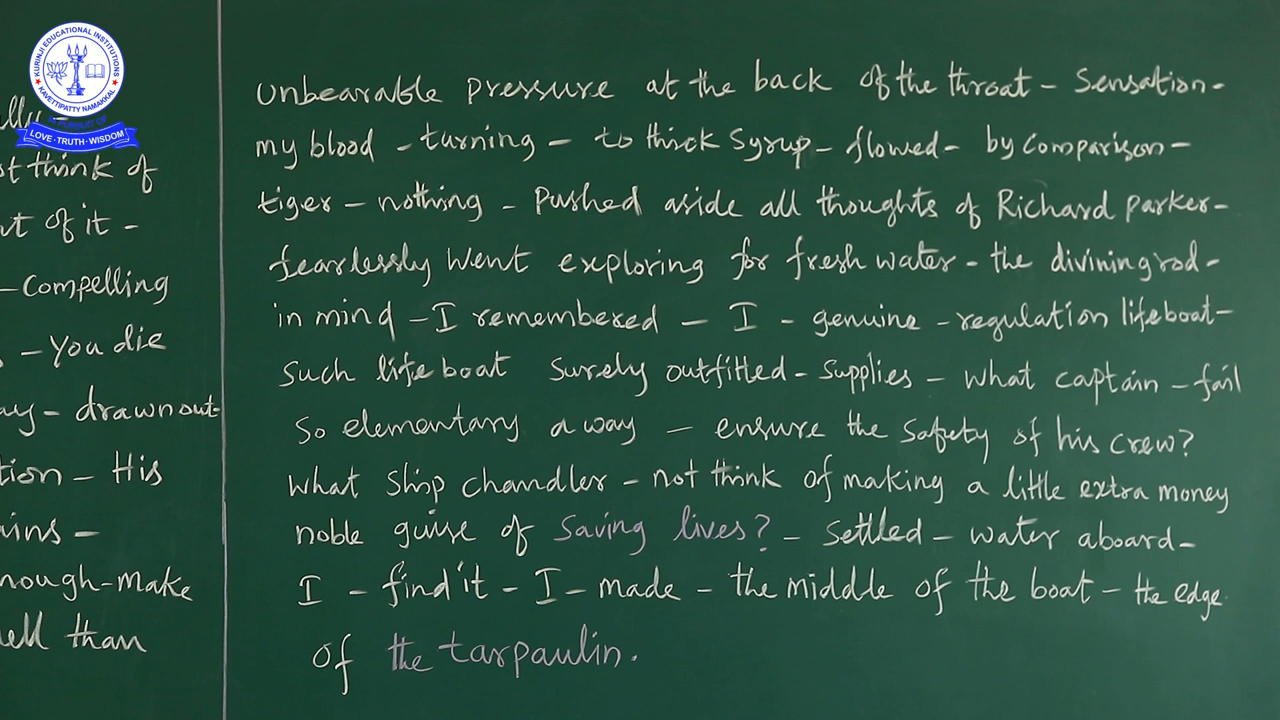 KURINJI EDUCATIONAL INSTITUTIONS
KAVETTIPATTY NAMAKKAL
LOVE - TRUTH - WISDOM
st think of
of it -
- Compelling
- You die
ay - drawn out -
tion - His
ins -
nough - make
ell than
Unbearable pressure at the back of the throat - Sensation -
my blood - turning - to thick Syrup - flowed - by Comparison -
tiger - nothing - Pushed aside all thoughts of Richard parker -
fearlessly went exploring for fresh water - the divining rod -
in mind - I remembered - I - genuine - regulation lifeboat -
Such life boat Surely outfitted - Supplies - what captain - fail
So elementary a way - ensure the Safety of his crew?
what Ship chandler - not think of making a little extra money
noble guise of Saving lives? - Settled - water aboard -
I - find it - I - made - the middle of the boat - the edge
of the tarpaulin.